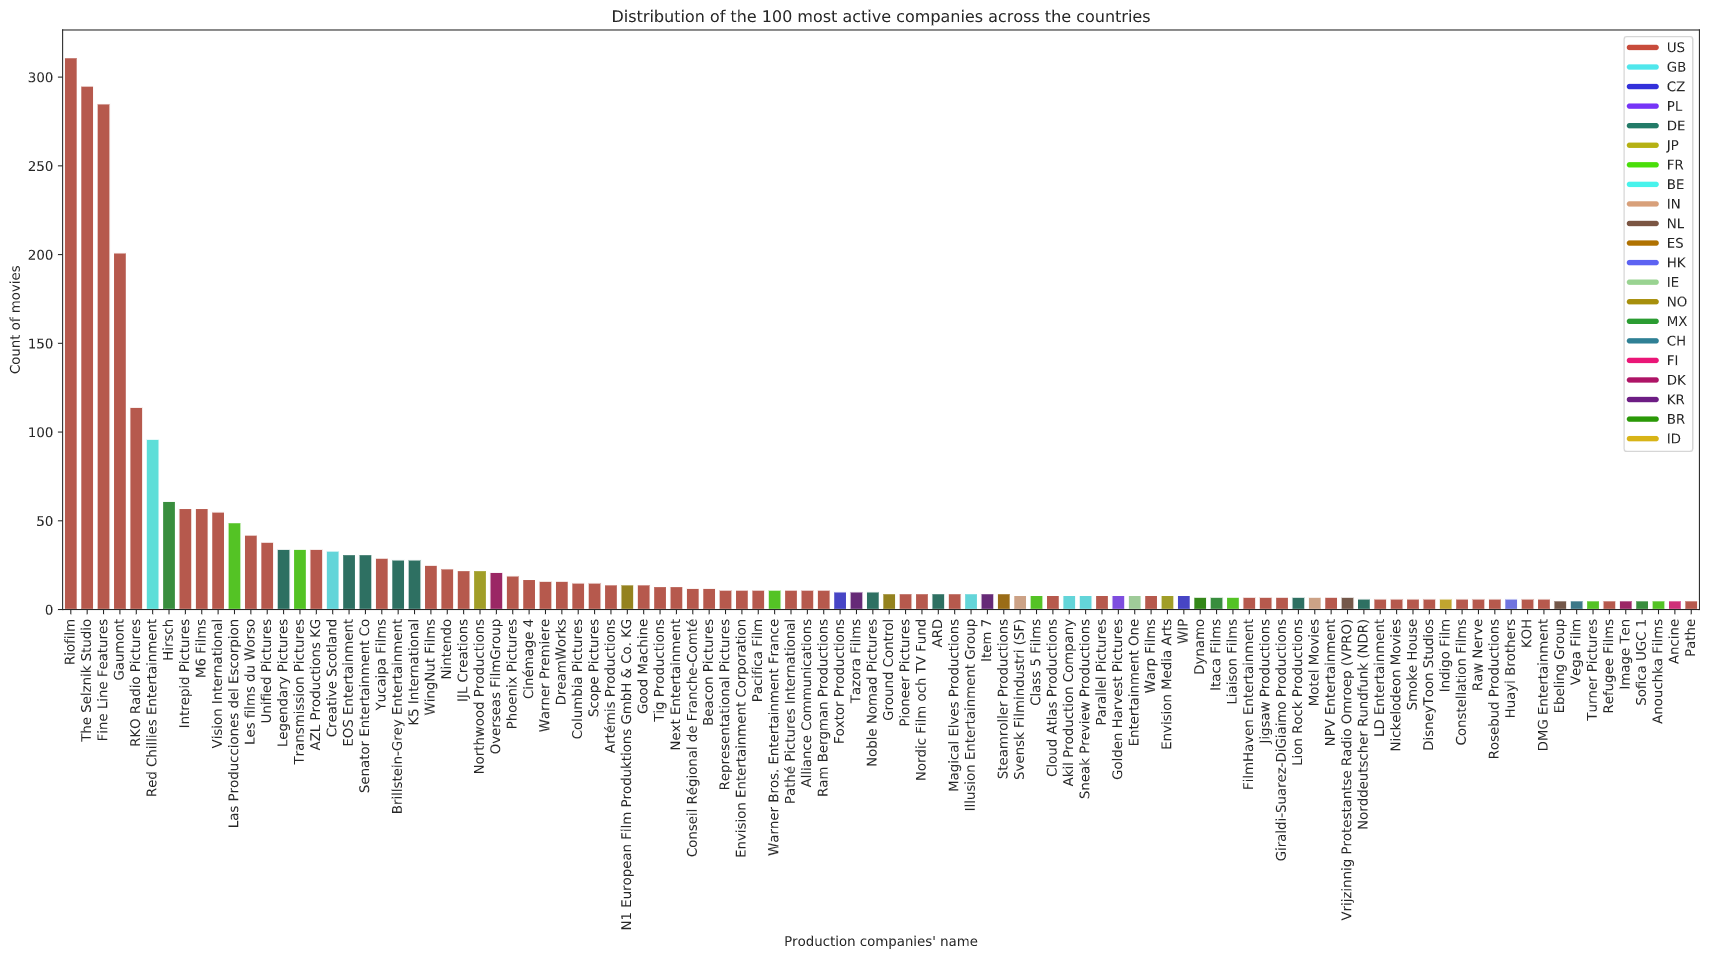 Distribution of the 100 most active companies across the countries
US
GB
CZ
PL
DE
JP
FR
BE
IN
NL
ES
HK
IE
NO
MX
CH
FI
DK
KR
BR
ID
Count of movies
300
250
200
150
100
50
0
Riofilm
The Selznik Studio
Fine Line Features
Gaumont
RKO Radio Pictures
Red Chillies Entertainment
Hirsch
Intrepid Pictures
M6 Films
Vision International
Las Producciones del Escorpion
Les films du Worso
Unified Pictures
Legendary Pictures
Transmission Pictures
AZL Productions KG
Creative Scotland
EOS Entertainment
Senator Entertainment Co
Yucaipa Films
Brillstein-Grey Entertainment
K5 International
WingNut Films
Nintendo
IJL Creations
Northwood Productions
Overseas FilmGroup
Phoenix Pictures
Cinémage 4
Warner Premiere
DreamWorks
Columbia Pictures
Scope Pictures
Artémis Productions
N1 European Film Produktions GmbH & Co. KG
Good Machine
Tig Productions
Next Entertainment
Conseil Régional de Franche-Comté
Beacon Pictures
Representational Pictures
Envision Entertainment Corporation
Pacifica Film
Warner Bros. Entertainment France
Pathé Pictures International
Alliance Communications
Ram Bergman Productions
Foxtor Productions
Tazora Films
Noble Nomad Pictures
Ground Control
Pioneer Pictures
Nordic Film och TV Fund
ARD
Magical Elves Productions
Illusion Entertainment Group
Item 7
Steamroller Productions
Svensk Filmindustri (SF)
Class 5 Films
Cloud Atlas Productions
Akil Production Company
Sneak Preview Productions
Parallel Pictures
Golden Harvest Pictures
Entertainment One
Warp Films
Envision Media Arts
WIP
Dynamo
Itaca Films
Liaison Films
FilmHaven Entertainment
Jigsaw Productions
Giraldi-Suarez-DiGiamo Productions
Lion Rock Productions
Motel Movies
NPV Entertainment
Vrijzinnig Protestantse Radio Omroep (VPRO)
Norddeutscher Rundfunk (NDR)
LD Entertainment
Nickelodeon Movies
Smoke House
DisneyToon Studios
Indigo Film
Constellation Films
Raw Nerve
Rosebud Productions
Huayi Brothers
KOH
DMG Entertainment
Ebeling Group
Vega Film
Turner Pictures
Refugee Films
Image Ten
Sofica UGC 1
Anouchka Films
Ancine
Pathe
Production companies' name